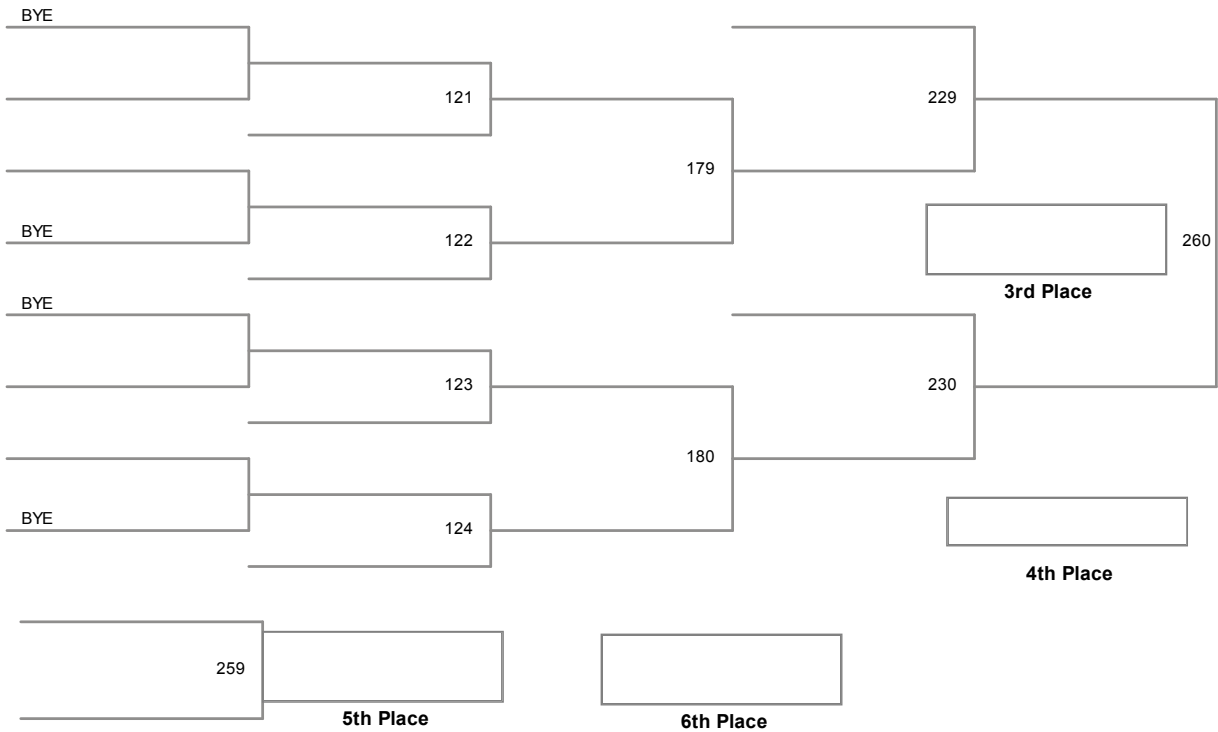 BYE
121
229
179
BYE
122
260
3rd Place
BYE
123
230
180
BYE
124
4th Place
259
5th Place
6th Place